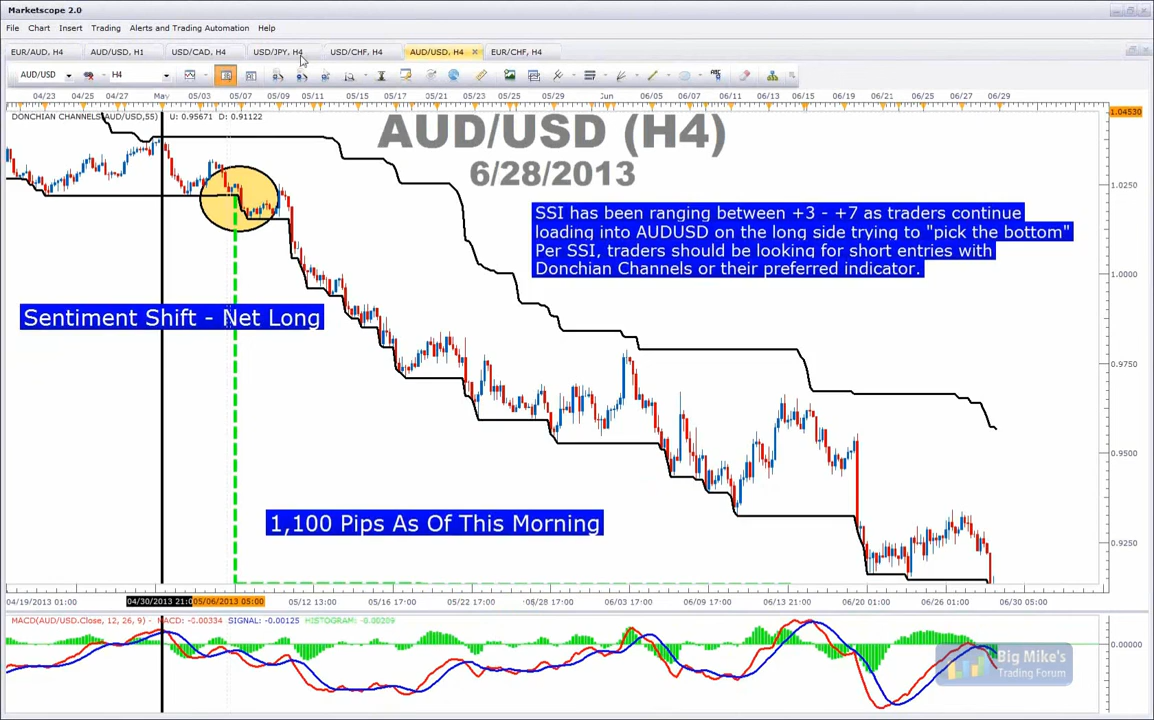 Marketscope 2.0
File Chart Insert Trading Alerts and Trading Automation Help
EUR/AUD, H4 AUD/USD, H1 USD/CAD, H4 USD/JPY, H4 USD/CHF, H4 AUD/USD, H4 EUR/CHF, H4
AUD/USD H4
04/23 04/25 04/27 May 05/03 05/07 05/09 05/11 05/15 05/17 05/21 05/23 05/25 05/29 Jun 06/05 06/07 06/11 06/13 06/15 06/19 06/21 06/25 06/27 06/29
DONCHIAN CHANNELS(AUD/USD,55) U: 0.95671 D: 0.91122
1.04530
AUD/USD (H4)
6/28/2013
1.0250
SSI has been ranging between +3 - +7 as traders continue
loading into AUDUSD on the long side trying to "pick the bottom"
Per SSI, traders should be looking for short entries with
Donchian Channels or their preferred indicator.
1.0000
Sentiment Shift - Net Long
0.9750
0.9500
1,100 Pips As Of This Morning
0.9250
04/19/2013 01:00 04/30/2013 21:0 05/06/2013 05:00 05/12 13:00 05/16 17:00 05/22 17:00 05/28 17:00 06/03 17:00 06/09 17:00 06/13 21:00 06/20 01:00 06/26 01:00 06/30 05:00
MACD(AUD/USD.Close, 12, 26, 9) - MACD: -0.00334 SIGNAL: -0.00125 HISTOGRAM: -0.00209
0.00000
Big Mike's
Trading Forum